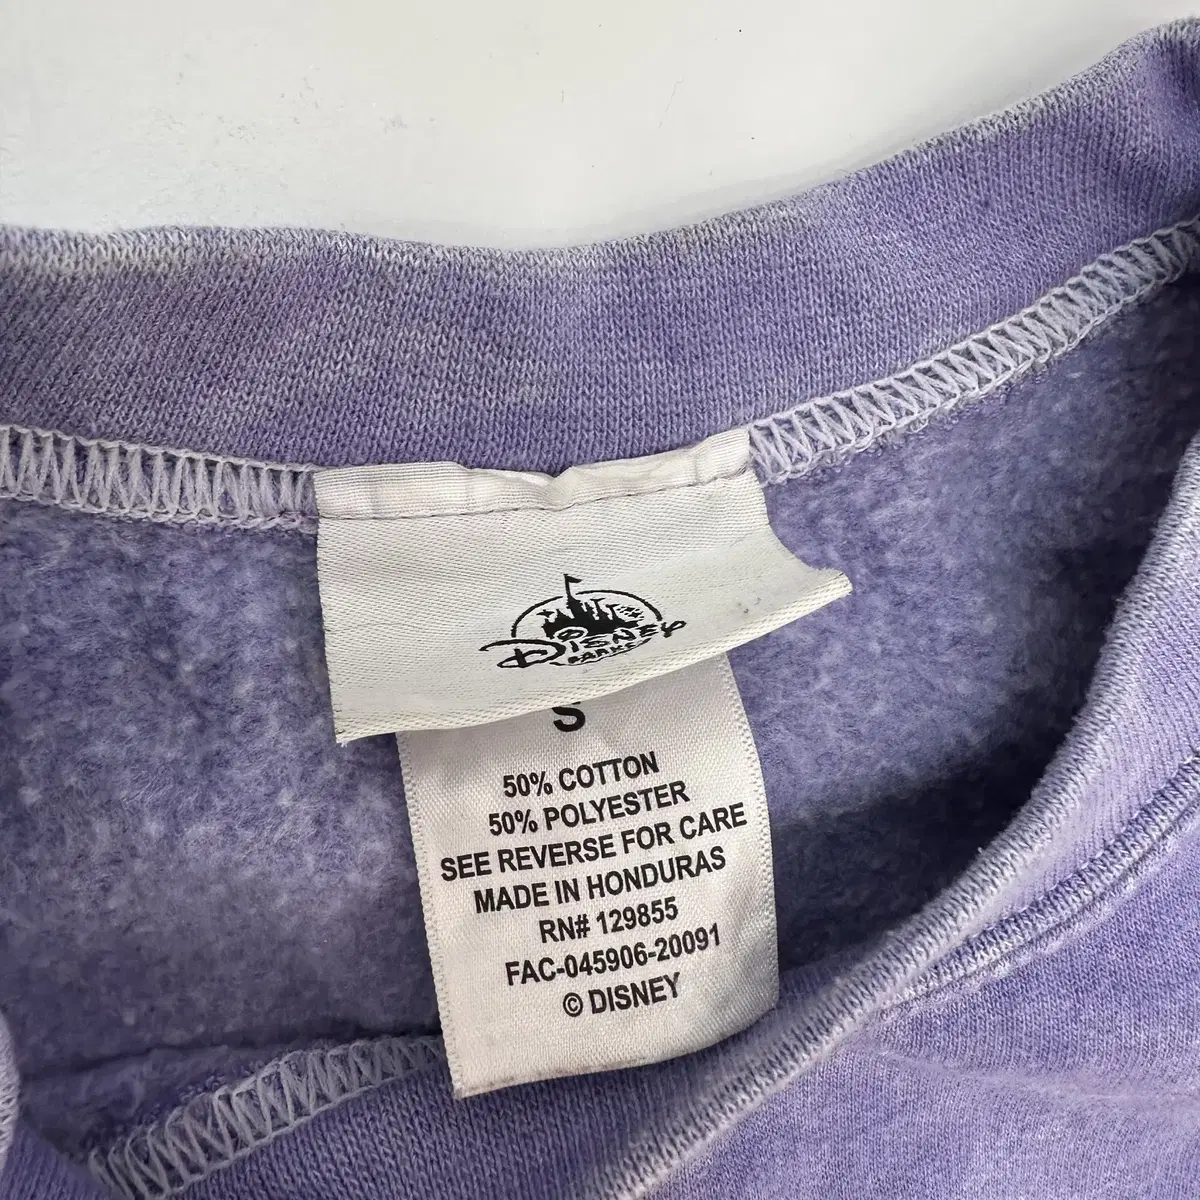 Disney
PARKS
S
50% COTTON
50% POLYESTER
SEE REVERSE FOR CARE
MADE IN HONDURAS
RN# 129855
FAC-045906-20091
© DISNEY